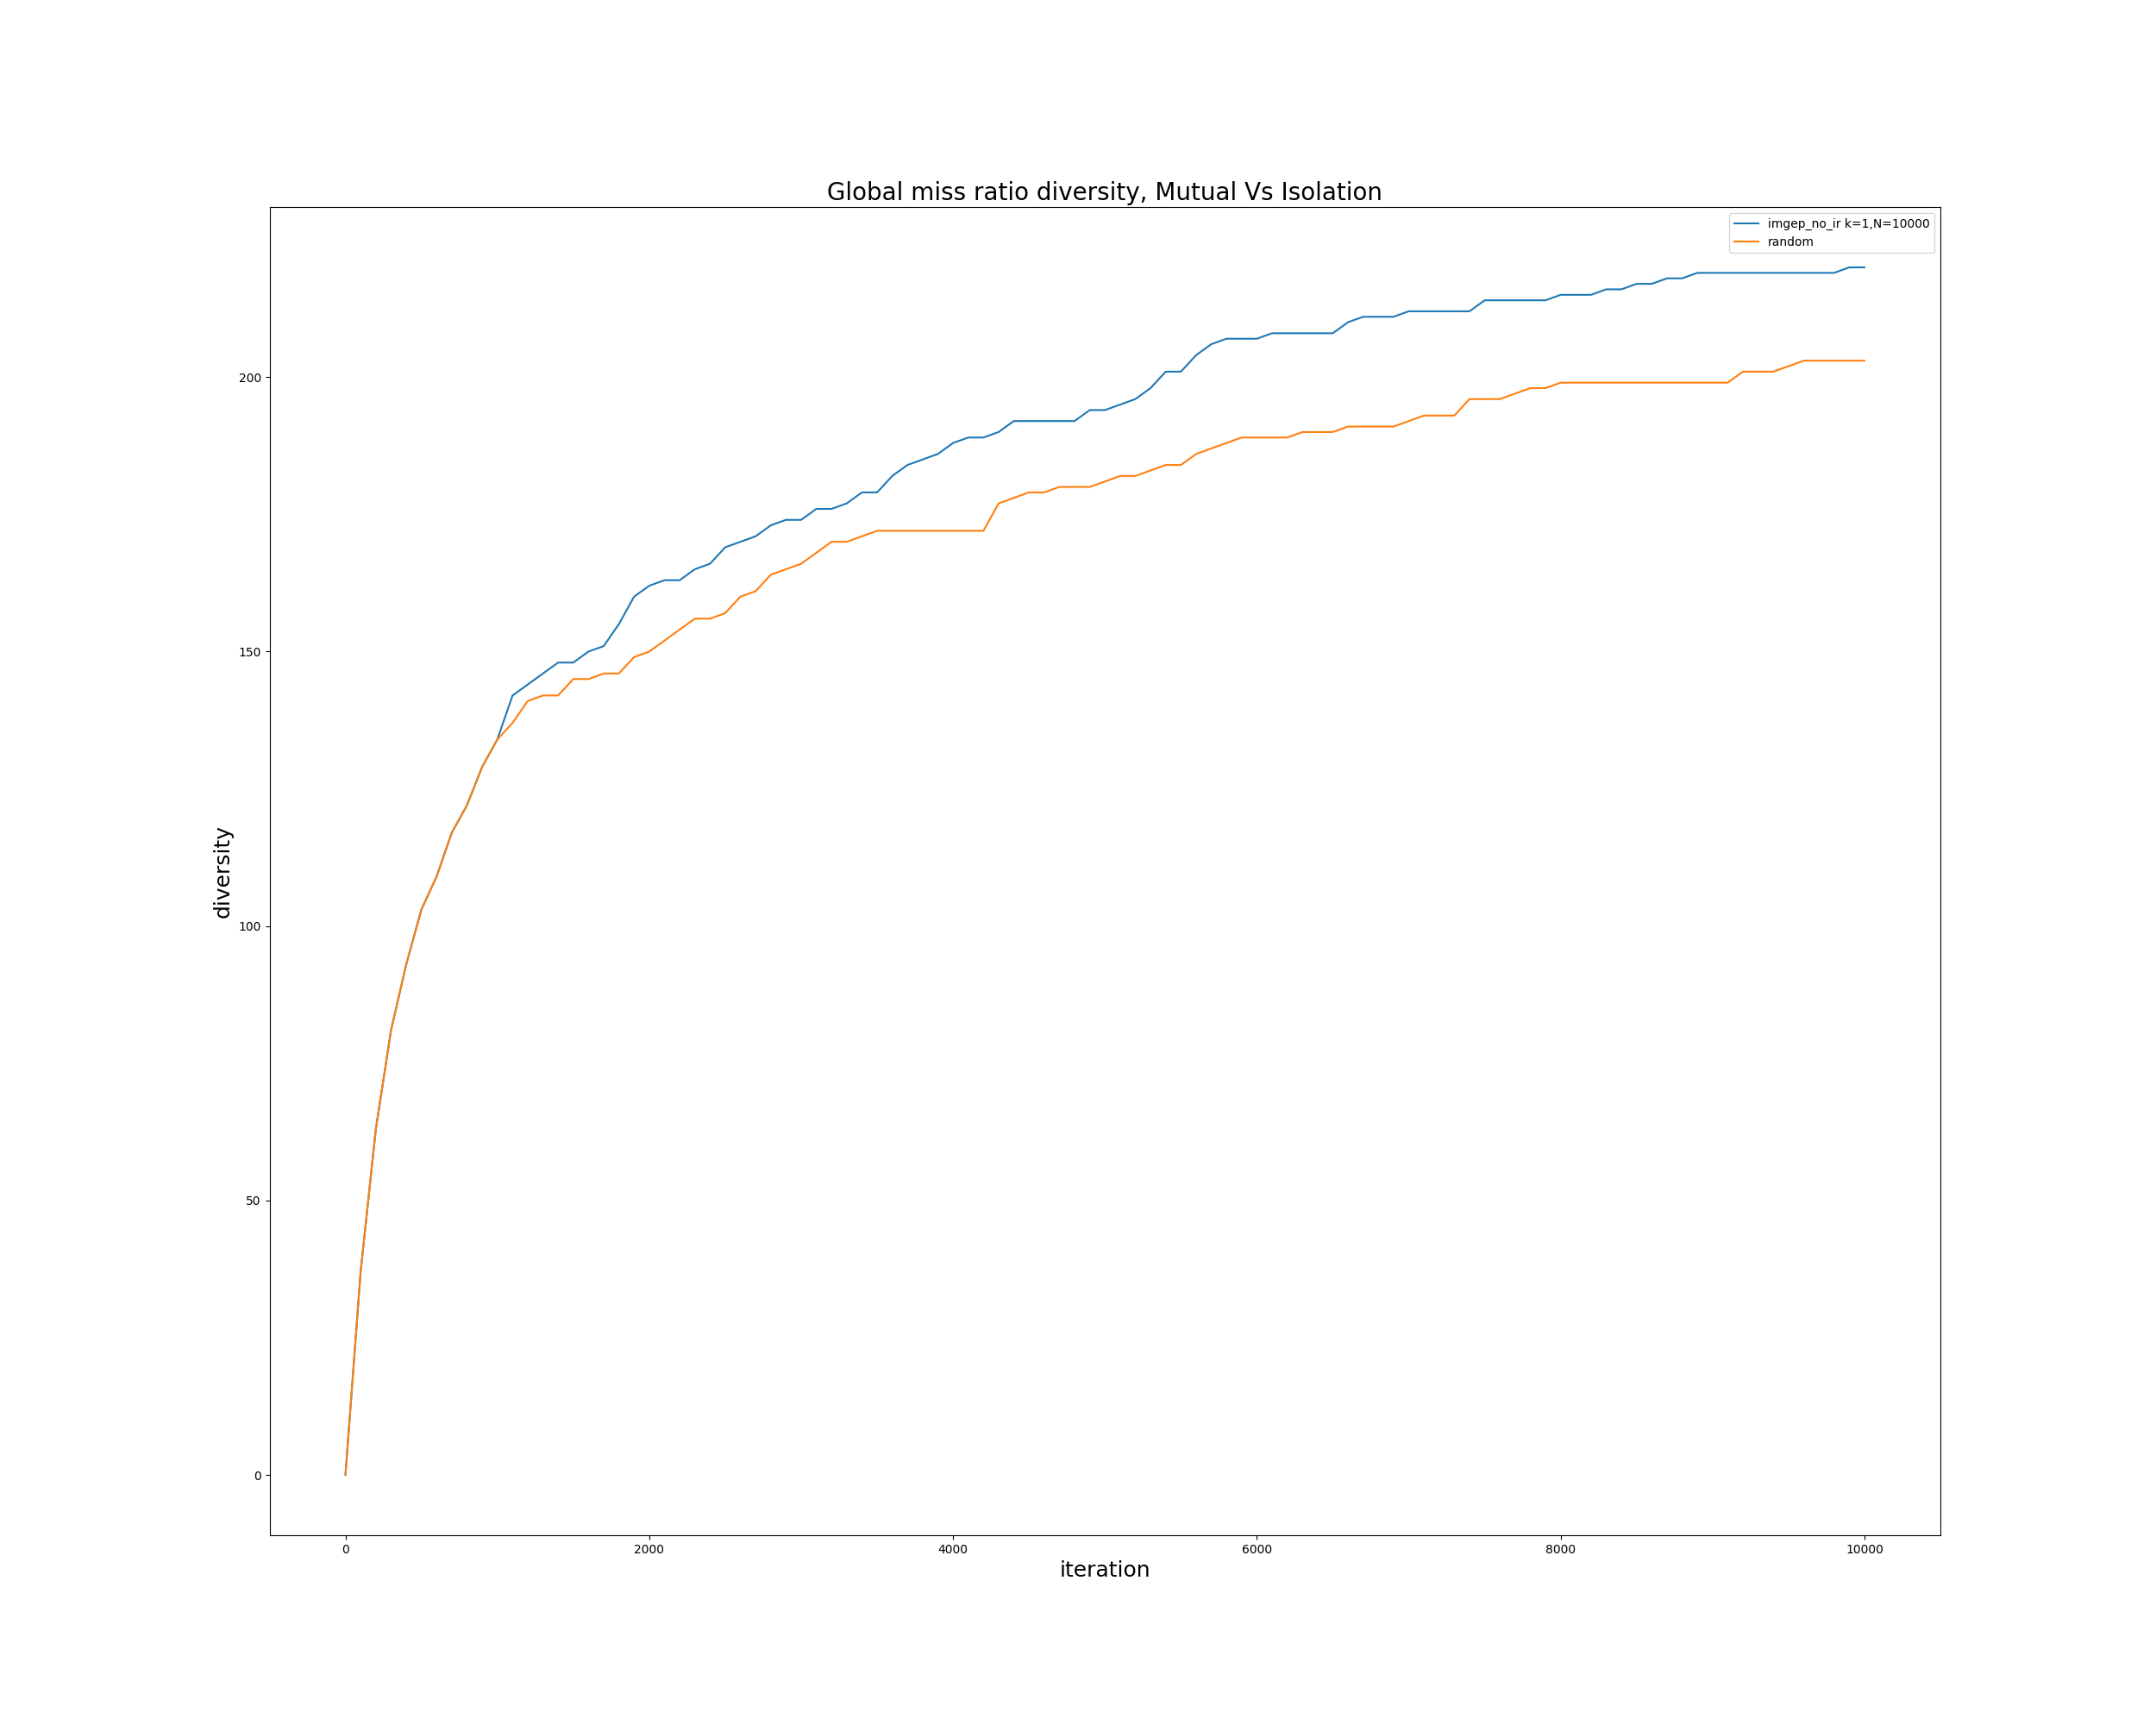 Global miss ratio diversity, Mutual Vs Isolation
imgep_no_ir k=1,N=10000
random
200
150
100
50
0
diversity
0 2000 4000 6000 8000 10000
iteration